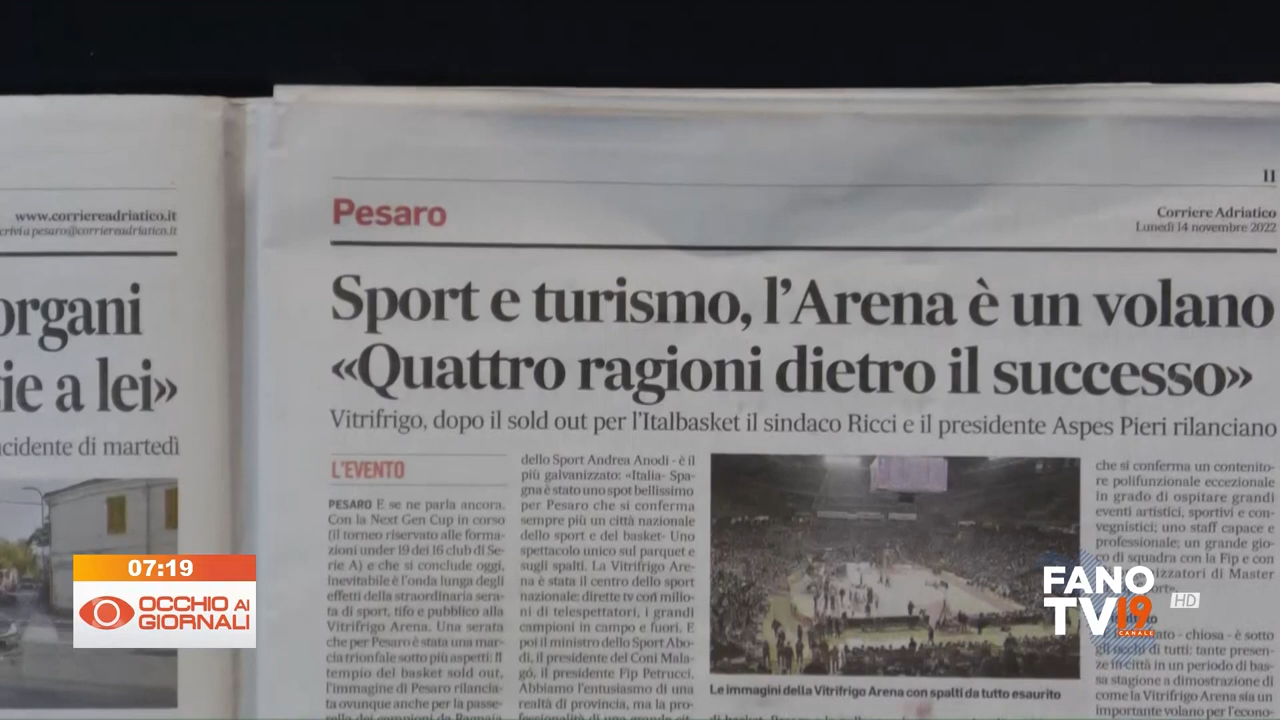 www.corriereadriatico.it
crivi a pesaro@corriereadriatico.it
organi
ie a lei»
cidente di martedì
11
Pesaro
Corriere Adriatico
Lunedì 14 novembre 2022
Sport e turismo, l'Arena è un volano
«Quattro ragioni dietro il successo»
Vitrifrigo, dopo il sold out per l'Italbasket il sindaco Ricci e il presidente Aspes Pieri rilanciano
L'EVENTO
PESARO E se ne parla ancora.
Con la Next Gen Cup in corso
(il torneo riservato alle forma-
zioni under 19 dei 16 club di Se-
rie A) e che si conclude oggi,
inevitabile è l'onda lunga degli
effetti della straordinaria sera-
ta di sport, tifo e pubblico alla
Vitrifrigo Arena. Una serata
che per Pesaro è stata una mar-
cia trionfale sotto più aspetti: Il
tempio del basket sold out,
l'immagine di Pesaro rilancia-
ta ovunque anche per la passe-
dello Sport Andrea Anodi - è il
più galvanizzato: «Italia- Spa-
gna è stato uno spot bellissimo
per Pesaro che si conferma
sempre più un città nazionale
dello sport e del basket- Uno
spettacolo unico sul parquet e
sugli spalti. La Vitrifrigo Are-
na è stata il centro dello sport
nazionale: dirette tv con milio-
ni di telespettatori, i grandi
campioni in campo e fuori. E
poi il ministro dello Sport Abo-
di, il presidente del Coni Mala-
gó, il presidente Fip Petrucci.
Abbiamo l'entusiasmo di una
realtà di provincia, ma la pro-
Le immagini della Vitrifrigo Arena con spalti da tutto esaurito
che si conferma un contenito-
re polifunzionale eccezionale
in grado di ospitare grandi
eventi artistici, sportivi e con-
vegnistici; uno staff capace e
professionale; un grande gio-
co di squadra con la Fip e con
izzatori di Master
- chiosa - è sotto
gli occhi di tutti: tante presen-
ze in città in un periodo di bas-
sa stagione a dimostrazione di
come la Vitrifrigo Arena sia un
importante volano per l'econo-
07:19
OCCHIO AI
GIORNALI
FANO
TV 19
CANALE
HD